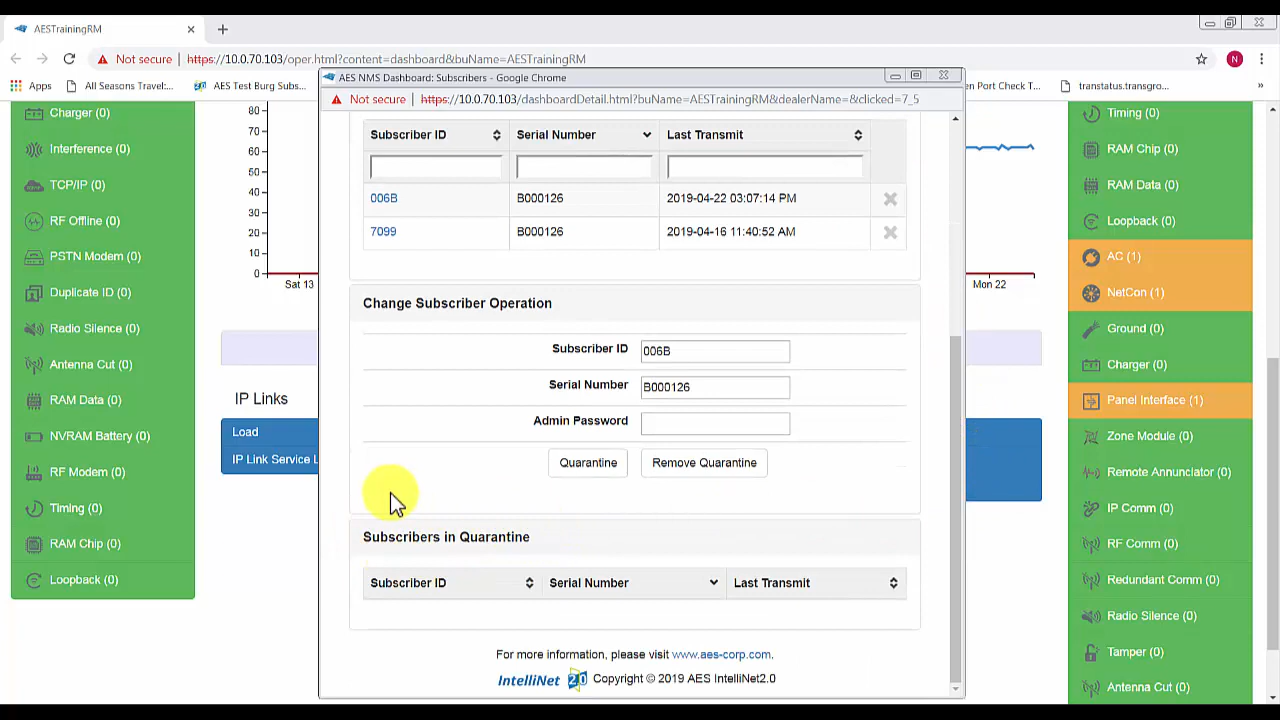 AESTrainingRM
N
Not secure
https://10.0.70.103/oper.html?content=dashboard&buName=AESTrainingRM
Apps
All Seasons Travel:...
AES Test Burg Subs...
en Port Check T...
transtatus.transgro...
»
AES NMS Dashboard: Subscribers - Google Chrome
Not secure
https://10.0.70.103/dashboardDetail.html?buName=AESTrainingRM&dealerName=&clicked=7_5
Charger (0)
Interference (0)
TCP/IP (0)
RF Offline (0)
PSTN Modem (0)
Duplicate ID (0)
Radio Silence (0)
Antenna Cut (0)
RAM Data (0)
NVRAM Battery (0)
RF Modem (0)
Timing (0)
RAM Chip (0)
Loopback (0)
80
70
60
50
40
30
20
10
0
Sat 13
Mon 22
IP Links
Load
IP Link Service L
Subscriber ID
Serial Number
Last Transmit
006B
B000126
2019-04-22 03:07:14 PM
7099
B000126
2019-04-16 11:40:52 AM
Change Subscriber Operation
Subscriber ID
006B
Serial Number
B000126
Admin Password
Quarantine
Remove Quarantine
Subscribers in Quarantine
Subscriber ID
Serial Number
Last Transmit
For more information, please visit www.aes-corp.com.
IntelliNet 2.0 Copyright © 2019 AES IntelliNet2.0
Timing (0)
RAM Chip (0)
RAM Data (0)
Loopback (0)
AC (1)
NetCon (1)
Ground (0)
Charger (0)
Panel Interface (1)
Zone Module (0)
Remote Annunciator (0)
IP Comm (0)
RF Comm (0)
Redundant Comm (0)
Radio Silence (0)
Tamper (0)
Antenna Cut (0)